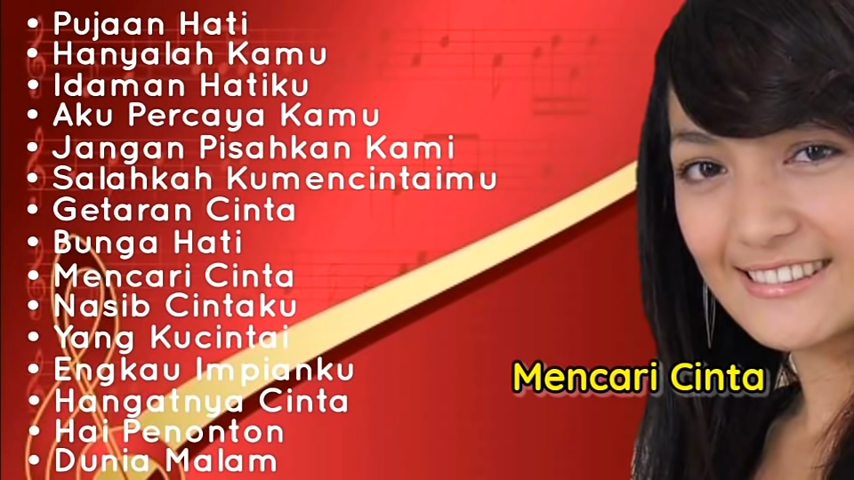 • Pujaan Hati
• Hanyalah Kamu
• Idaman Hatiku
• Aku Percaya Kamu
• Jangan Pisahkan Kami
• Salahkah Kumencintaimu
• Getaran Cinta
• Bunga Hati
• Mencari Cinta
• Nasib Cintaku
• Yang Kucintai
• Engkau Impianku
• Hangatnya Cinta
• Hai Penonton
• Dunia Malam
Mencari Cinta